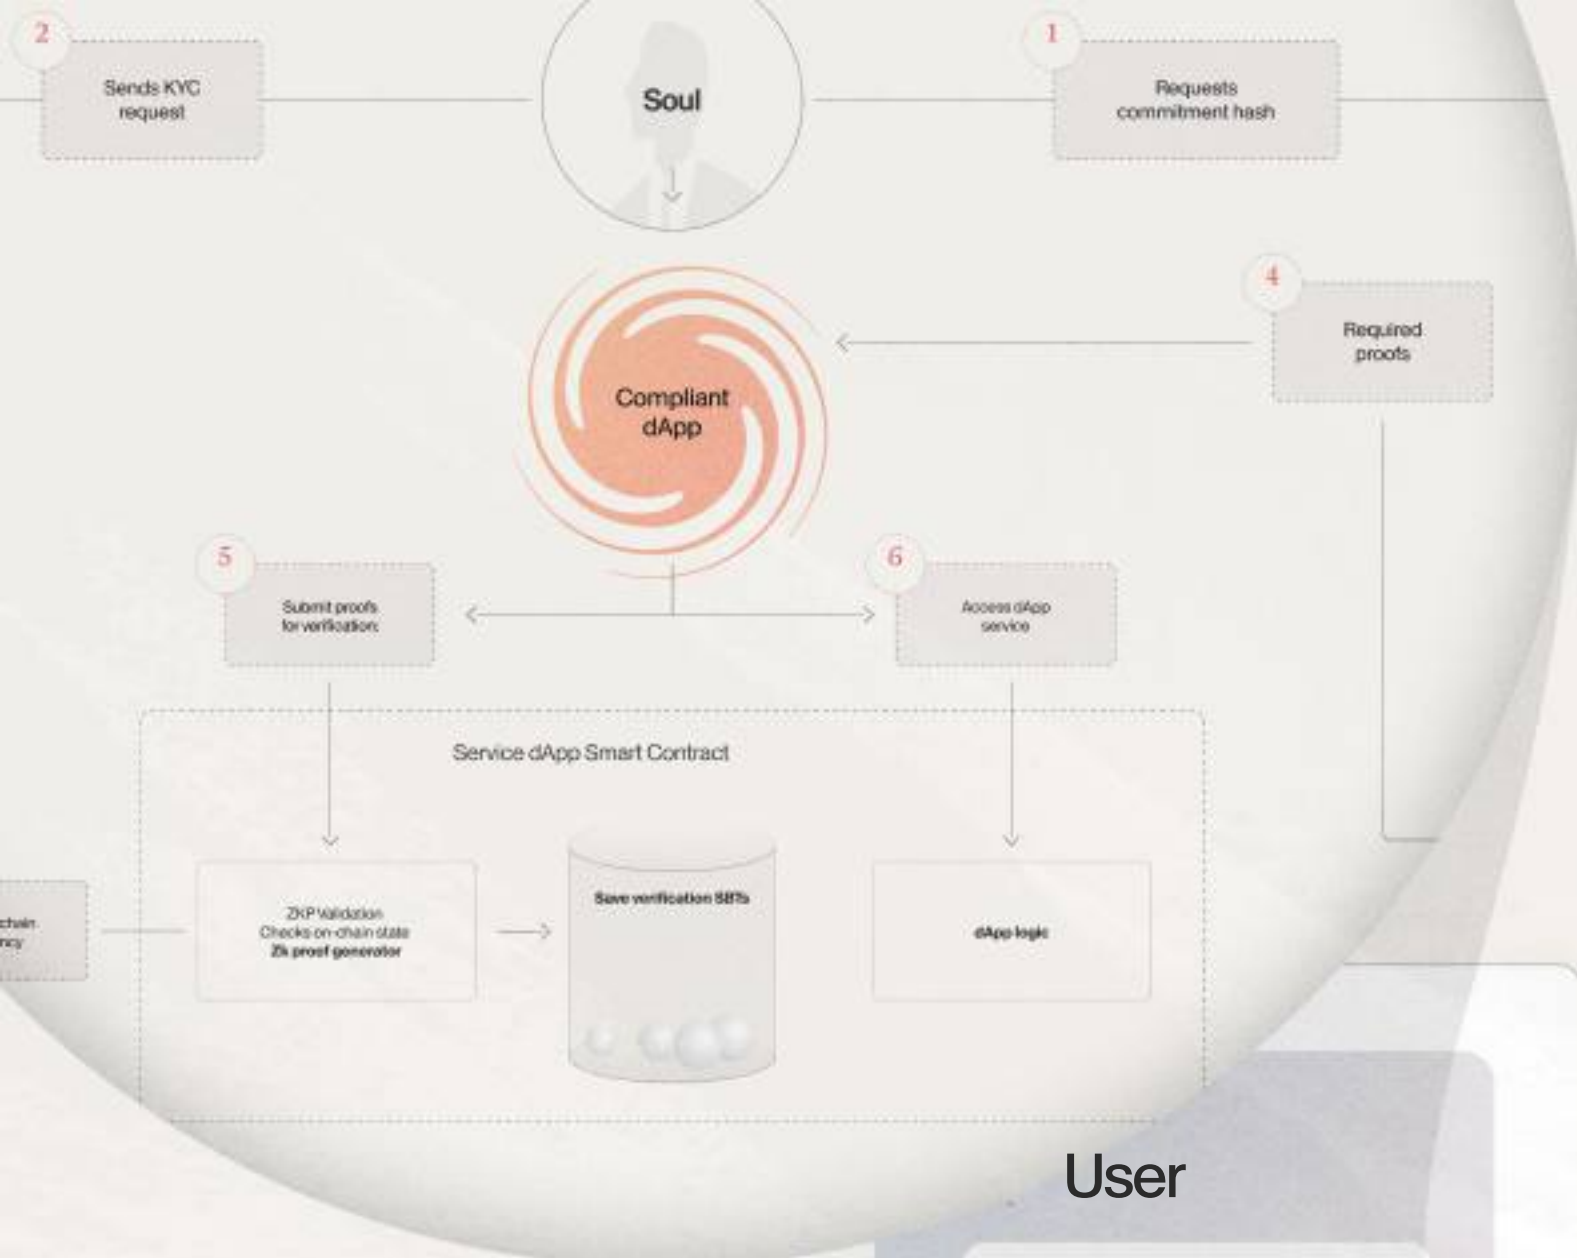 2
1
Sends KYC
request
Soul
Requests
commitment hash
4
Required
proofs
Compliant
dApp
5
Submit proofs
for verification:
6
Access dApp
service
Service dApp Smart Contract
chain
ncy
ZKP Validation
Checks on-chain state
Zk proof generator
Save verification SBTs
dApp logic
User